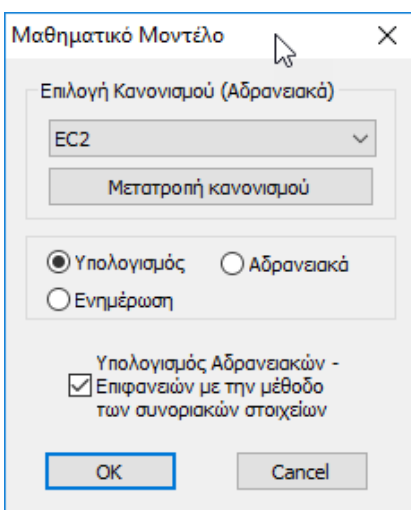 Μαθηματικό Μοντέλο
Επιλογή Κανονισμού (Αδρανειακά)
EC2
Μετατροπή κανονισμού
Υπολογισμός Αδρανειακά
Ενημέρωση
Υπολογισμός Αδρανειακών -
Επιφανειών με την μέθοδο
των συνοριακών στοιχείων
OK Cancel